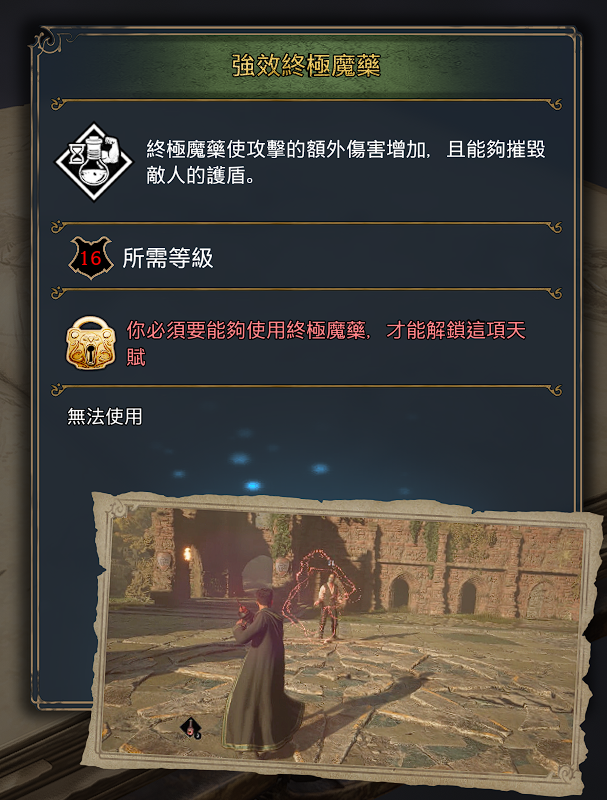 強效終極魔藥
終極魔藥使攻擊的額外傷害增加，且能夠摧毀
敵人的護盾。
16 所需等級
你必須要能夠使用終極魔藥，才能解鎖這項天
賦
無法使用